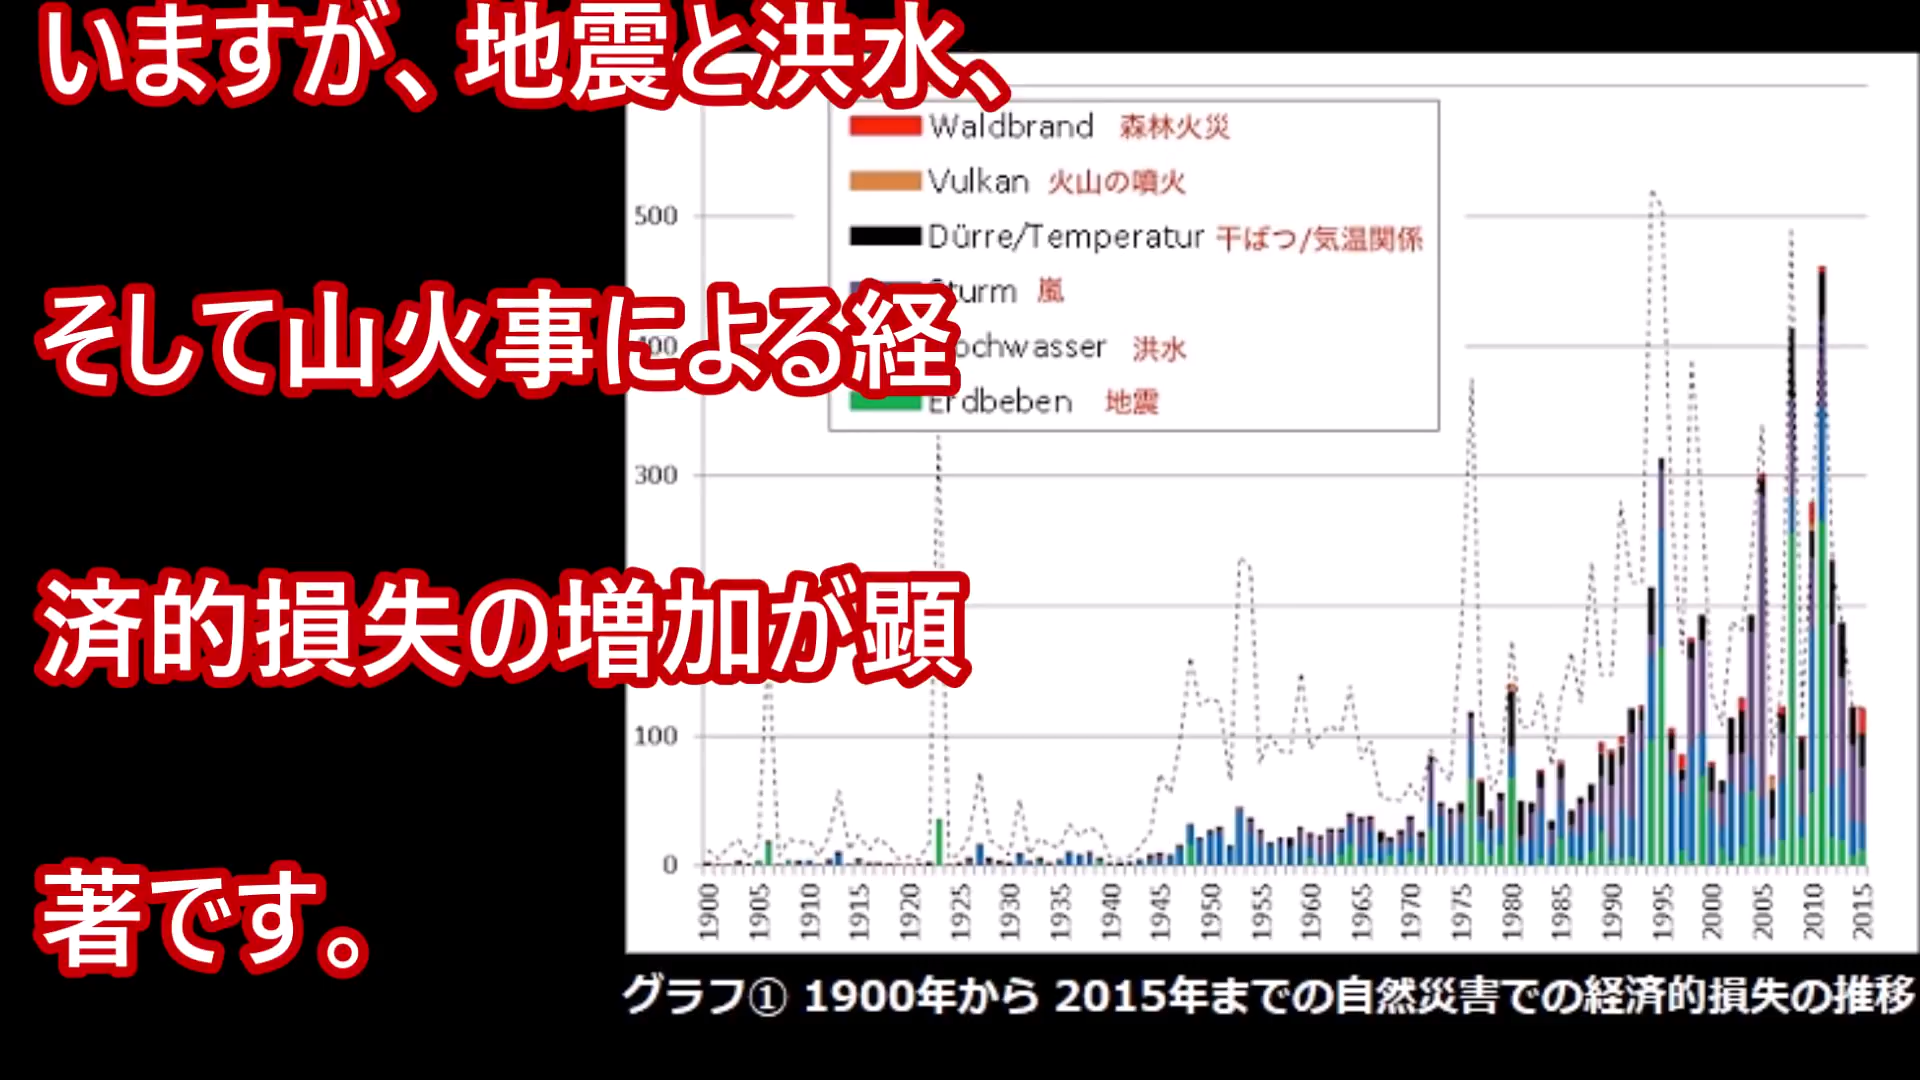 いますが、地震と洪水、
そして山火事による経
済的損失の増加が顕
著です。
Waldbrand 森林火災
Vulkan 火山の噴火
Dürre/Temperatur 干ばつ/気温関係
turm 嵐
ochwasser 洪水
Erdbeben 地震
500
300
100
0
1900 1905 1910 1915 1920 1925 1930 1935 1940 1945 1950 1955 1960 1965 1970 1975 1980 1985 1990 1995 2000 2005 2010 2015
グラフ① 1900年から 2015年までの自然災害での経済的損失の推移